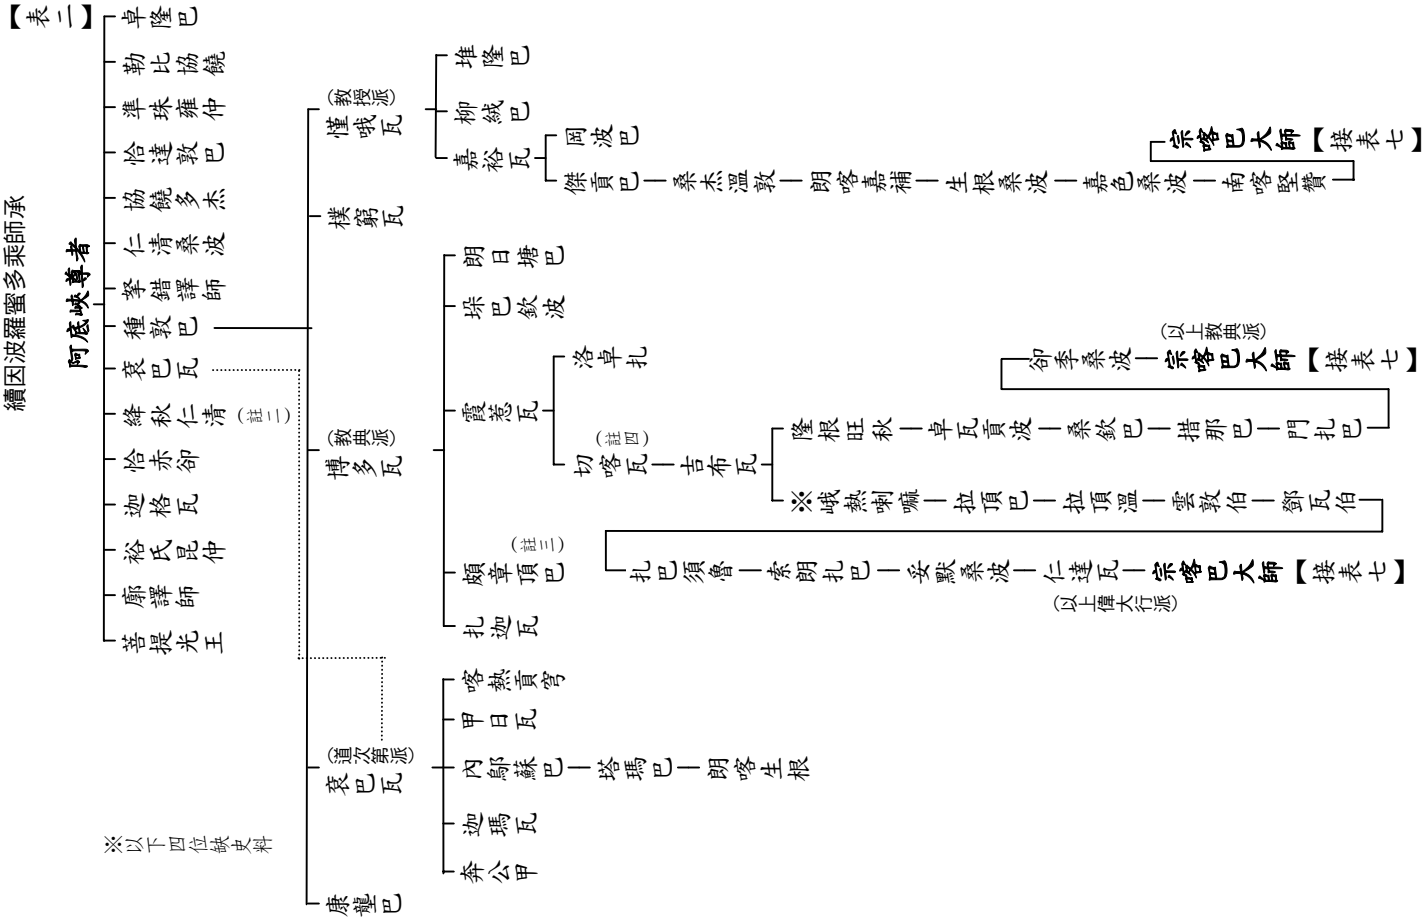 【表二】
續因波羅蜜多乘師承
阿底峽尊者
卓隆巴
勒比協饒
準珠雍仲
恰達敦巴
協饒多杰
仁清桑波
拏錯譯師
種敦巴
袞巴瓦
絳秋仁清(註二)
恰赤卻
迦格瓦
裕氏昆仲
廓譯師
菩提光王
※以下四位缺史料
(教授派)
慬哦瓦
樸窮瓦
(教典派)
博多瓦
(道次第派)
袞巴瓦
康龍巴
堆隆巴
柳絨巴
嘉裕瓦
岡波巴
傑貢巴
桑杰溫敦
朗喀嘉補
生根桑波
嘉色桑波
南喀堅贊
宗喀巴大師【接表七】
朗日塘巴
垛巴欽波
霞惹瓦
洛卓扎
(註四)
切喀瓦
吉布瓦
隆根旺秋
卓瓦貢波
桑欽巴
措那巴
門扎巴
卻季桑波
(以上教典派)
宗喀巴大師【接表七】
※峨熱喇嘛
拉頂巴
拉頂溫
雲敦伯
鄧瓦伯
(註三)
頗章頂巴
扎迦瓦
扎巴須魯
索朗扎巴
妥默桑波
仁達瓦
宗喀巴大師【接表七】
(以上偉大行派)
喀熱貢穹
甲日瓦
內鄔蘇巴
塔瑪巴
朗喀生根
迦瑪瓦
奔公甲